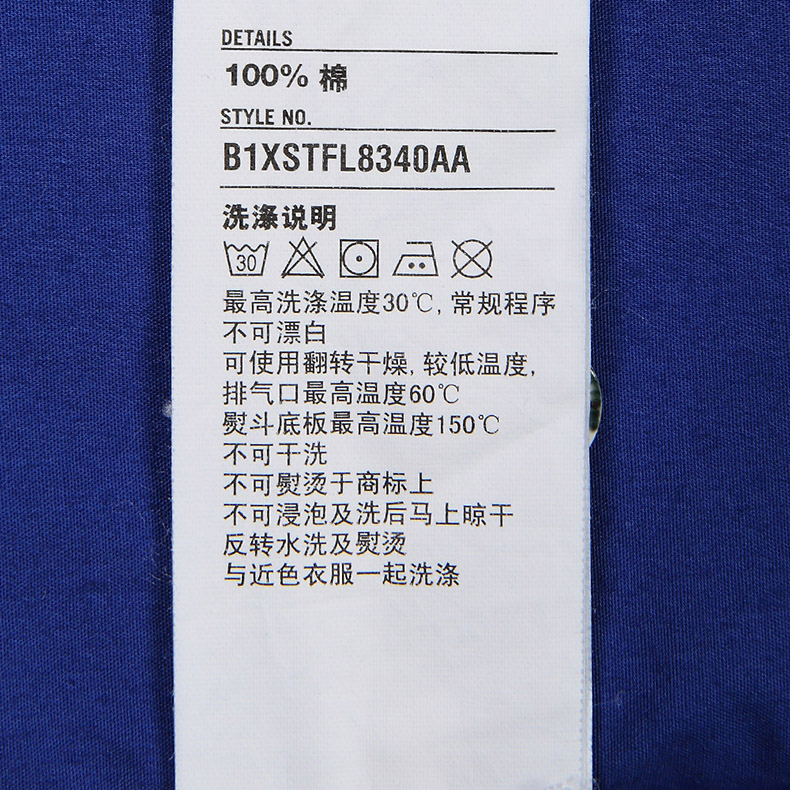 DETAILS
100% 棉
STYLE NO.
B1XSTFL8340AA
洗涤说明
30
最高洗涤温度30℃, 常规程序
不可漂白
可使用翻转干燥, 较低温度,
排气口最高温度60℃
熨斗底板最高温度150℃
不可干洗
不可熨烫于商标上
不可浸泡及洗后马上晾干
反转水洗及熨烫
与近色衣服一起洗涤